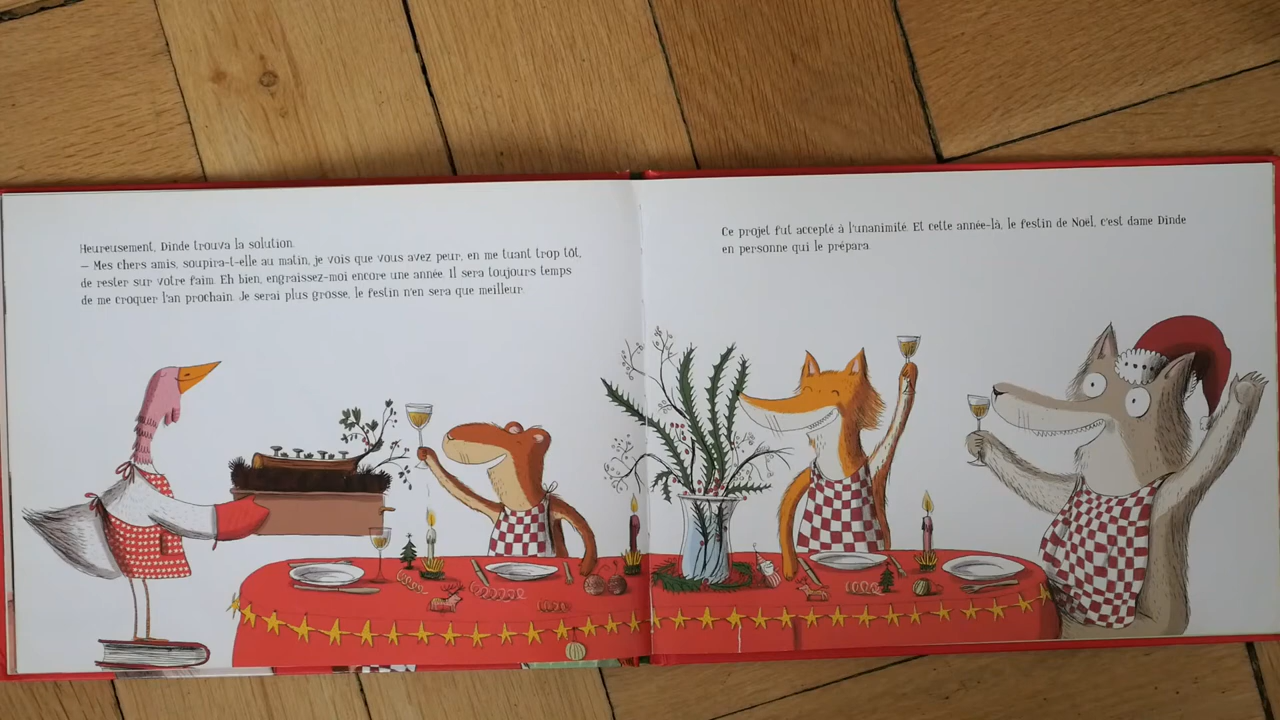 Heureusement, Dinde trouva la solution.
– Mes chers amis, soupira-t-elle au matin, je vois que vous avez peur, en me tuant trop tôt,
de rester sur votre faim. Eh bien, engraissez-moi encore une année. Il sera toujours temps
de me croquer l'an prochain. Je serai plus grosse, le festin n'en sera que meilleur.
Ce projet fut accepté à l'unanimité. Et cette année-là, le festin de Noël, c'est dame Dinde
en personne qui le prépara.